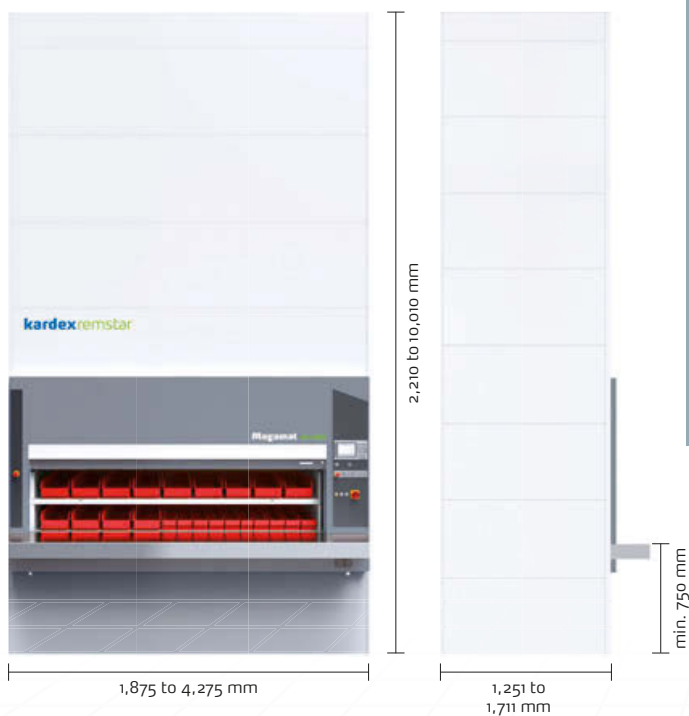 kardexremstar
Megamat
2,210 to 10,010 mm
min. 750 mm
1,875 to 4,275 mm
1,251 to
1,711 mm